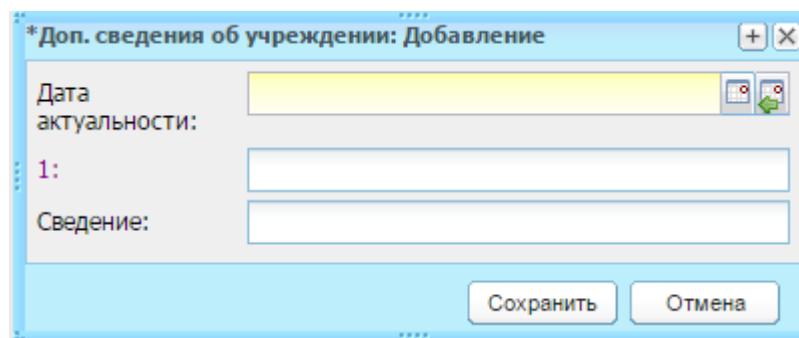 *Доп. сведения об учреждении: Добавление
Дата
актуальности:
1:
Сведение:
Сохранить Отмена